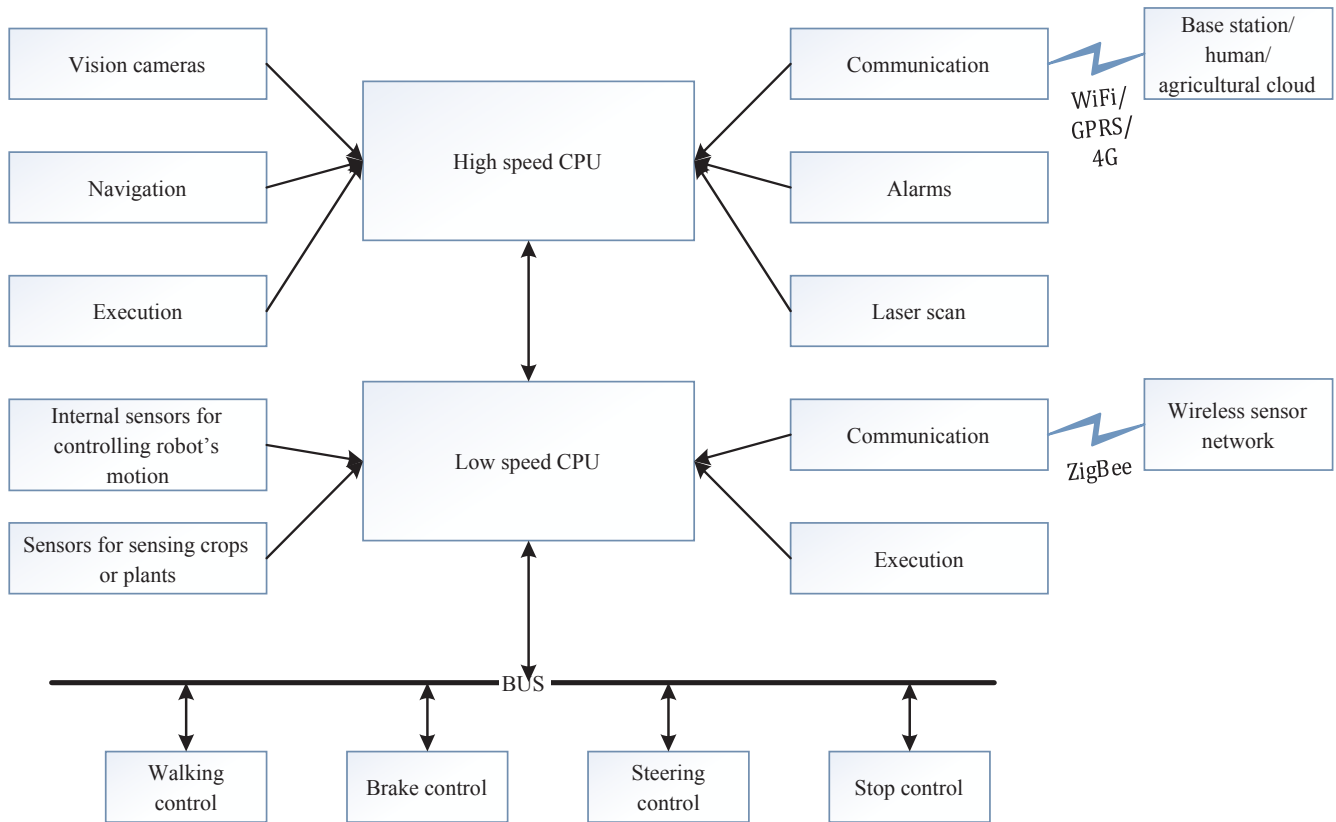 Vision cameras
Navigation
Execution
High speed CPU
Communication
Alarms
Laser scan
WiFi/
GPRS/
4G
Base station/
human/
agricultural cloud
Internal sensors for
controlling robot’s
motion
Sensors for sensing crops
or plants
Low speed CPU
Communication
Execution
ZigBee
Wireless sensor
network
BUS
Walking
control
Brake control
Steering
control
Stop control